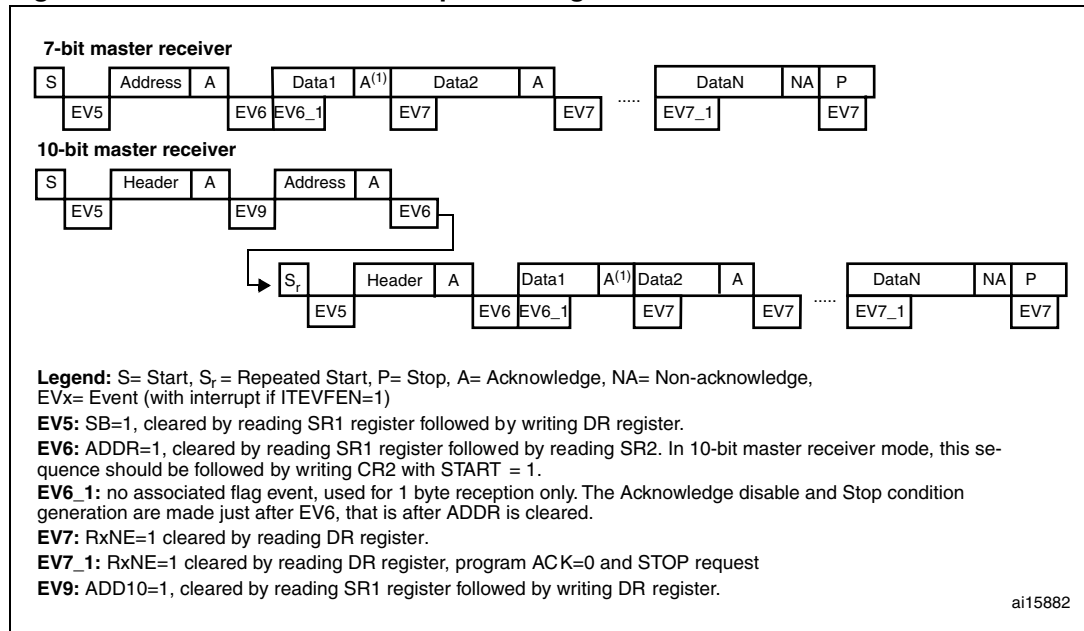 7-bit master receiver
S Address A Data1 A(1) Data2 A ..... DataN NA P
EV5 EV6 EV6_1 EV7 EV7 EV7_1 EV7
10-bit master receiver
S Header A Address A
EV5 EV9 EV6
Sr Header A Data1 A(1) Data2 A ..... DataN NA P
EV5 EV6 EV6_1 EV7 EV7 EV7_1 EV7
Legend: S= Start, Sr = Repeated Start, P= Stop, A= Acknowledge, NA= Non-acknowledge,
EVx= Event (with interrupt if ITEVFEN=1)
EV5: SB=1, cleared by reading SR1 register followed by writing DR register.
EV6: ADDR=1, cleared by reading SR1 register followed by reading SR2. In 10-bit master receiver mode, this se-
quence should be followed by writing CR2 with START = 1.
EV6_1: no associated flag event, used for 1 byte reception only. The Acknowledge disable and Stop condition
generation are made just after EV6, that is after ADDR is cleared.
EV7: RxNE=1 cleared by reading DR register.
EV7_1: RxNE=1 cleared by reading DR register, program ACK=0 and STOP request
EV9: ADD10=1, cleared by reading SR1 register followed by writing DR register.
ai15882